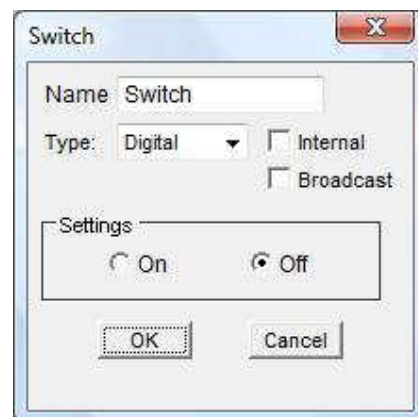 Switch
Name Switch
Type: Digital Internal
Broadcast
Settings
On Off
OK Cancel